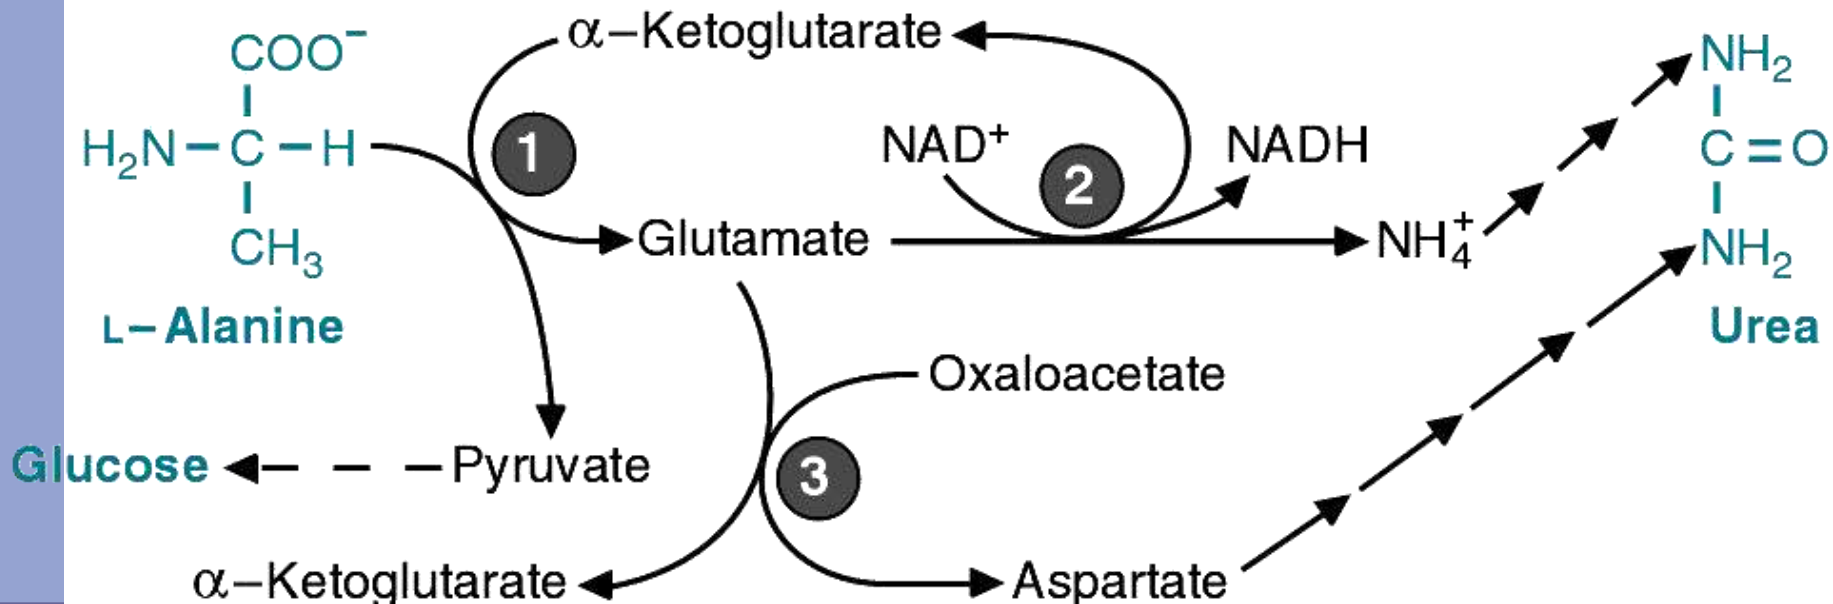 α–Ketoglutarate
COO⁻
H₂N–C–H
CH₃
L–Alanine
1
NAD⁺
2
NADH
Glutamate
NH₄⁺
NH₂
C=O
NH₂
Urea
Oxaloacetate
Glucose
Pyruvate
3
α–Ketoglutarate
Aspartate